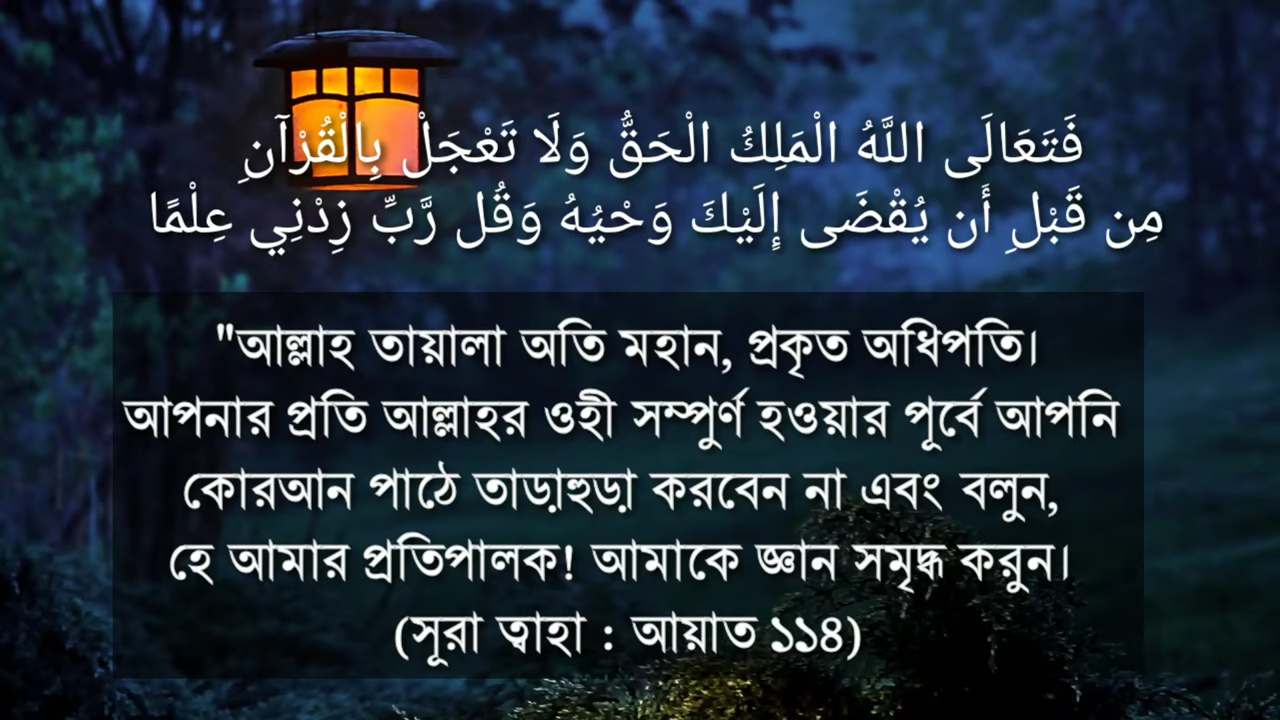 فَتَعَالَى اللَّهُ الْمَلِكُ الْحَقُّ وَلَا تَعْجَلْ بِالْقُرْآنِ
مِن قَبْلِ أَن يُقْضَى إِلَيْكَ وَحْيُهُ وَقُل رَّبِّ زِدْنِي عِلْمًا
"আল্লাহ তায়ালা অতি মহান, প্রকৃত অধিপতি।
আপনার প্রতি আল্লাহর ওহী সম্পুর্ণ হওয়ার পূর্বে আপনি
কোরআন পাঠে তাড়াহুড়া করবেন না এবং বলুন,
হে আমার প্রতিপালক! আমাকে জ্ঞান সমৃদ্ধ করুন।
(সূরা ত্বাহা : আয়াত ১১৪)